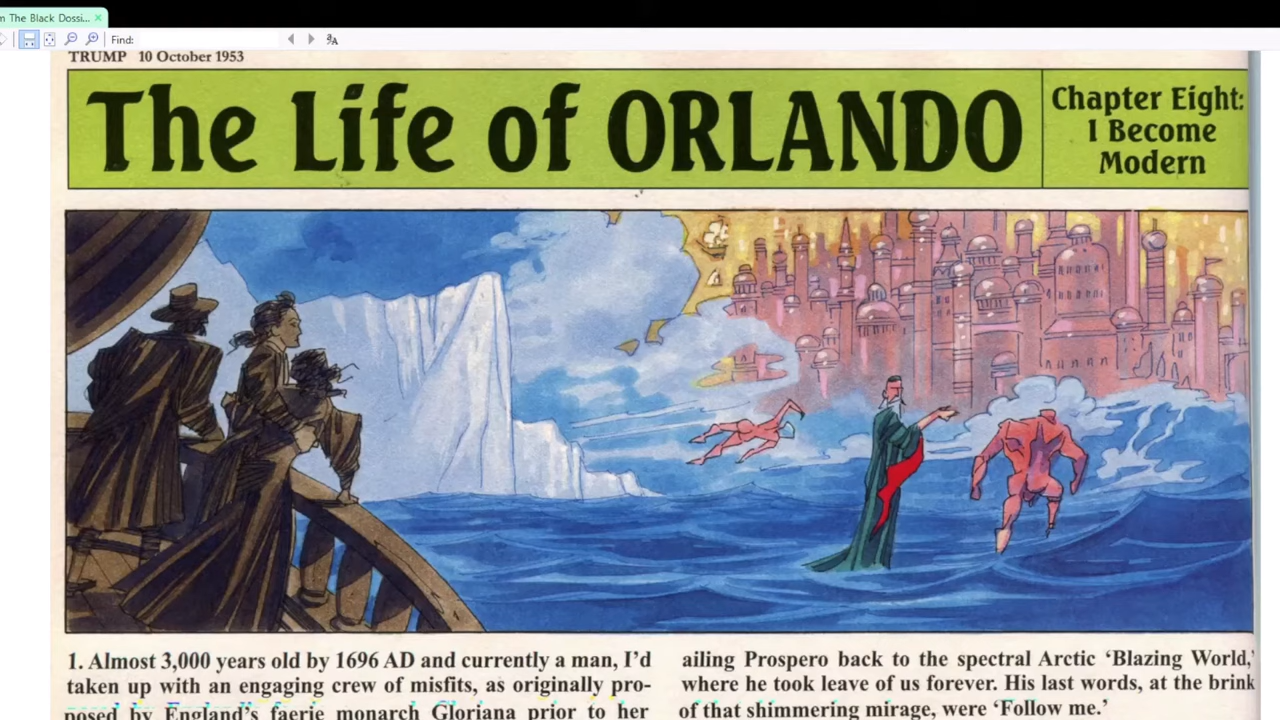 m The Black Dossi...
Find:
TRUMP 10 October 1953
The Life of ORLANDO
Chapter Eight:
I Become
Modern
1. Almost 3,000 years old by 1696 AD and currently a man, I'd
taken up with an engaging crew of misfits, as originally pro-
posed by England's faerie monarch Gloriana prior to her
ailing Prospero back to the spectral Arctic 'Blazing World,'
where he took leave of us forever. His last words, at the brink
of that shimmering mirage, were 'Follow me.'